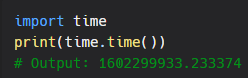 import time
print(time.time())
# Output: 1602299933.233374